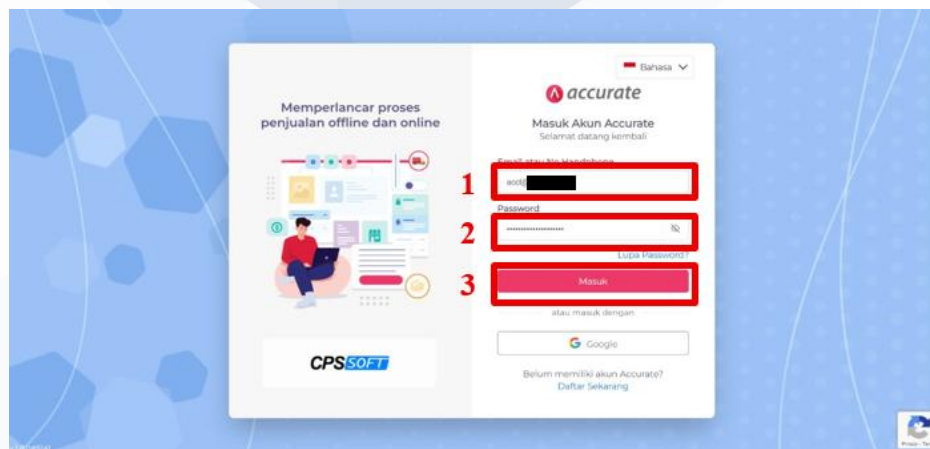 Bahasa
accurate
Memperlancar proses
penjualan offline dan online
Masuk Akun Accurate
Selamat datang kembali
Email atau No Handphone
1
Password
2
Lupa Password?
3
Masuk
atau masuk dengan
Google
CPSSOFT
Belum memiliki akun Accurate?
Daftar Sekarang